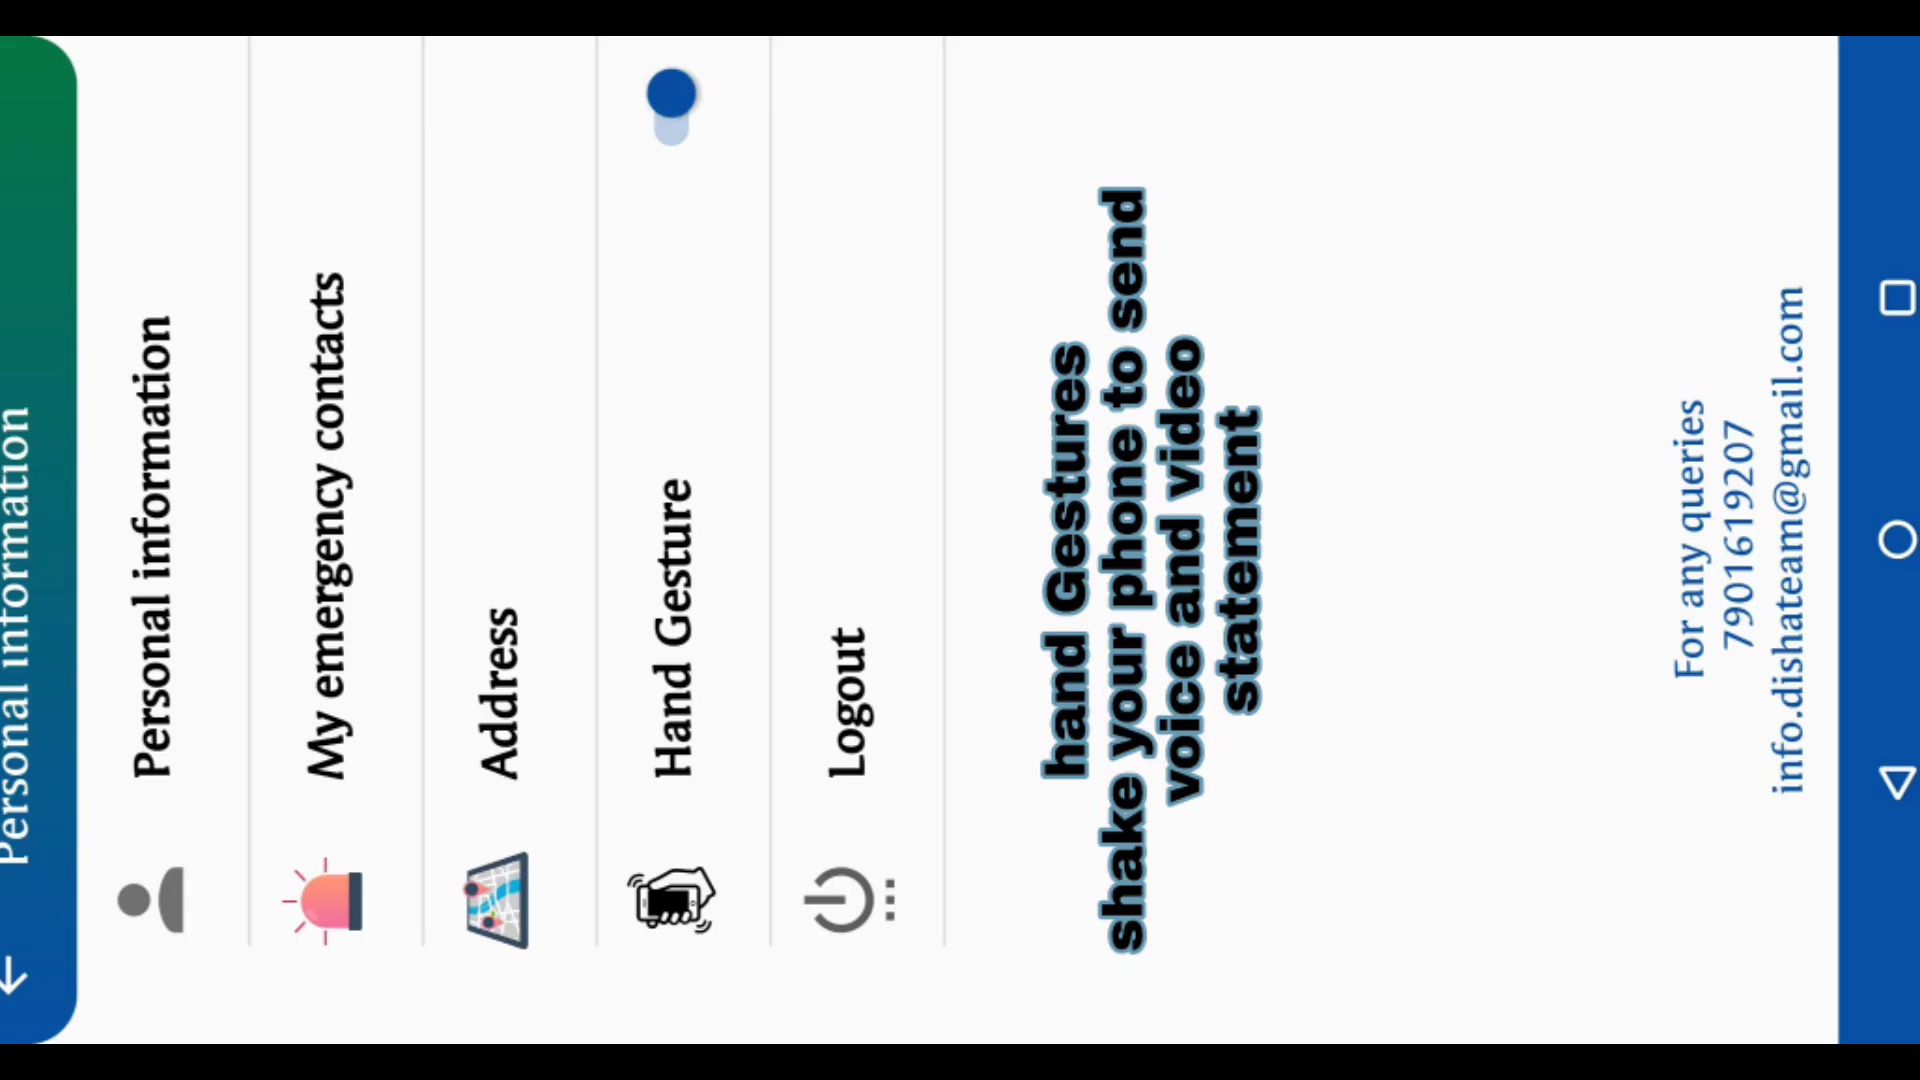 Personal Information
Personal information
My emergency contacts
Address
Hand Gesture
Logout
hand Gestures
shake your phone to send
voice and video
statement
For any queries
7901619207
info.dishateam@gmail.com